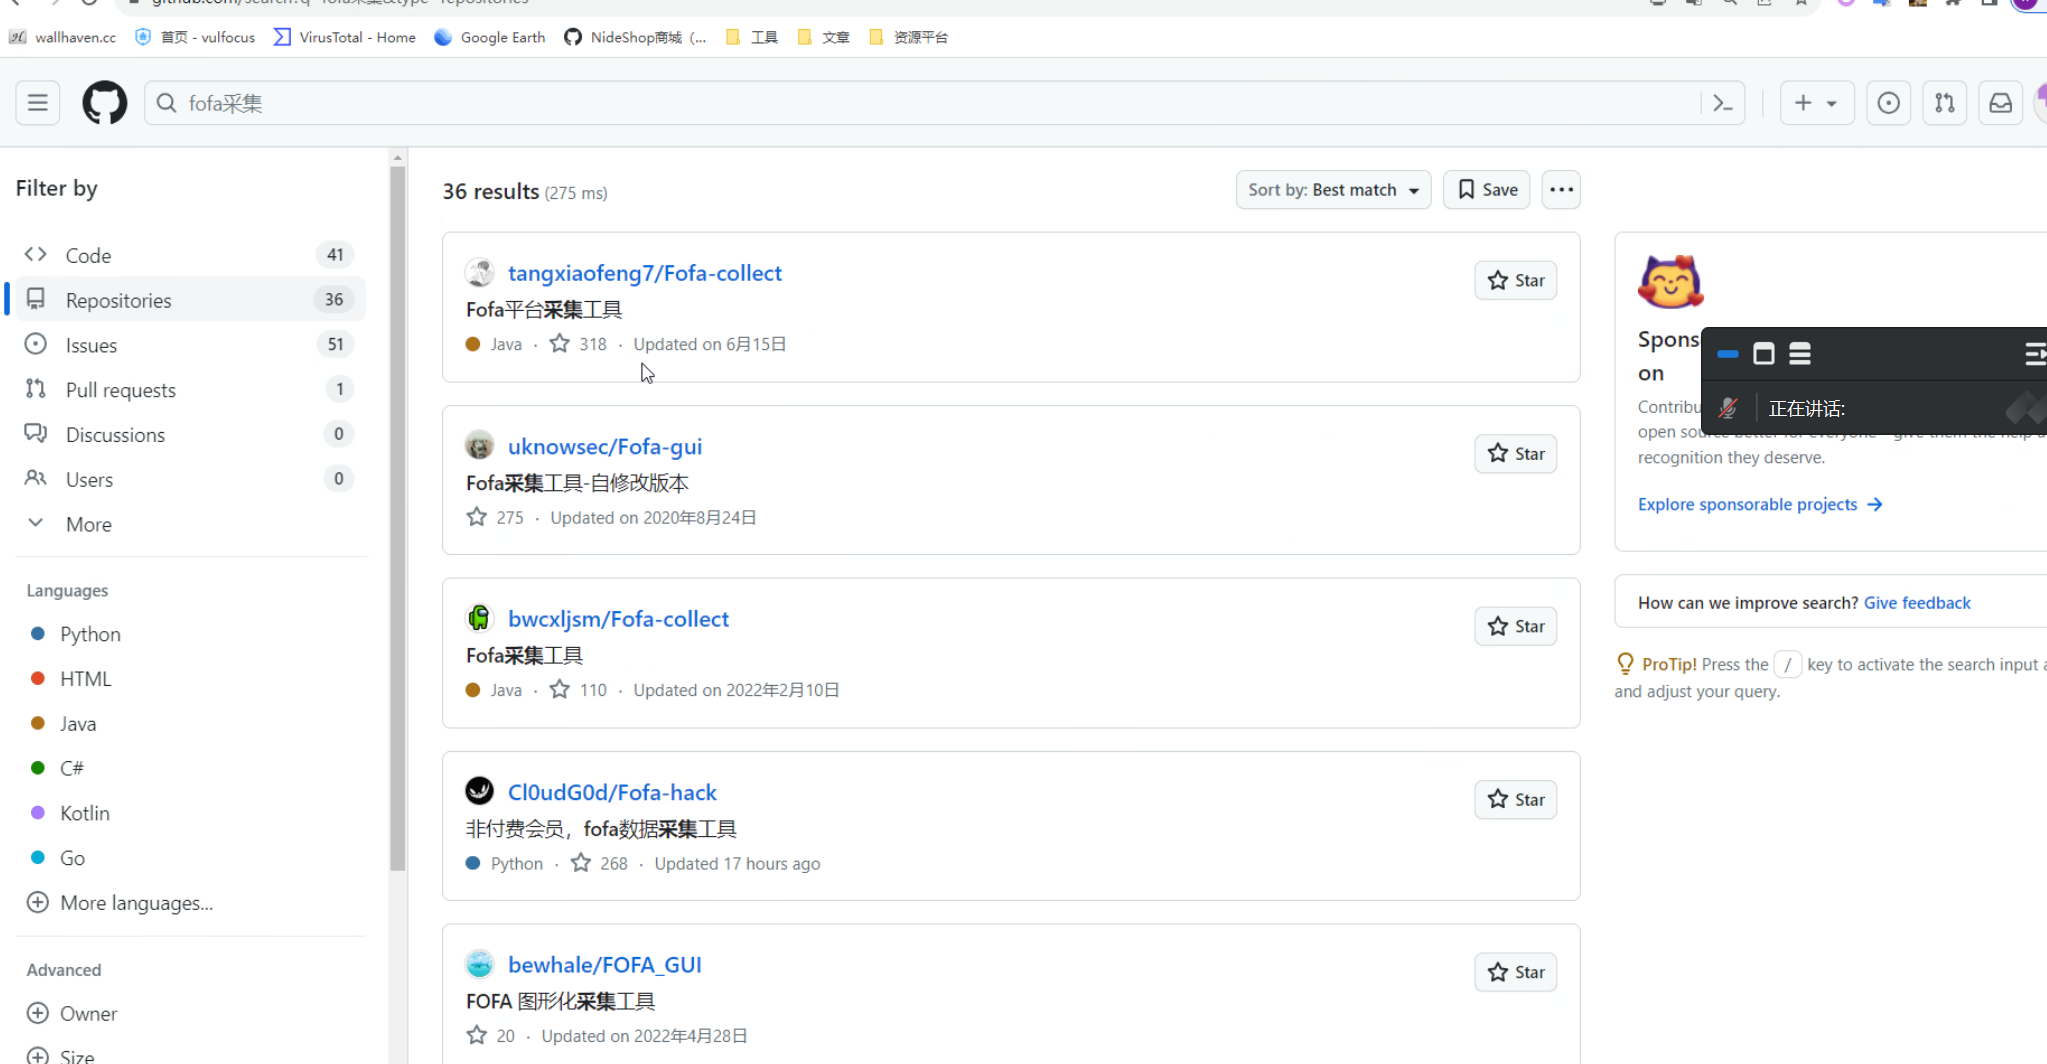 wallhaven.cc 首页 - vulfocus VirusTotal - Home Google Earth NideShop商城 (... 工具 文章 资源平台
fofa采集
Filter by
Code 41
Repositories 36
Issues 51
Pull requests 1
Discussions 0
Users 0
More
Languages
Python
HTML
Java
C#
Kotlin
Go
More languages...
Advanced
Owner
Size
36 results (275 ms)
Sort by: Best match Save
tangxiaofeng7/Fofa-collect
Star
Fofa平台采集工具
Java · 318 · Updated on 6月15日
uknowsec/Fofa-gui
Star
Fofa采集工具-自修改版本
275 · Updated on 2020年8月24日
bwcxljsm/Fofa-collect
Star
Fofa采集工具
Java · 110 · Updated on 2022年2月10日
Cl0udG0d/Fofa-hack
Star
非付费会员，fofa数据采集工具
Python · 268 · Updated 17 hours ago
bewhale/FOFA_GUI
Star
FOFA 图形化采集工具
20 · Updated on 2022年4月28日
Spons
on
正在讲话:
Contribu
open source better for everyone
recognition they deserve.
Explore sponsorable projects
How can we improve search? Give feedback
ProTip! Press the / key to activate the search input
and adjust your query.